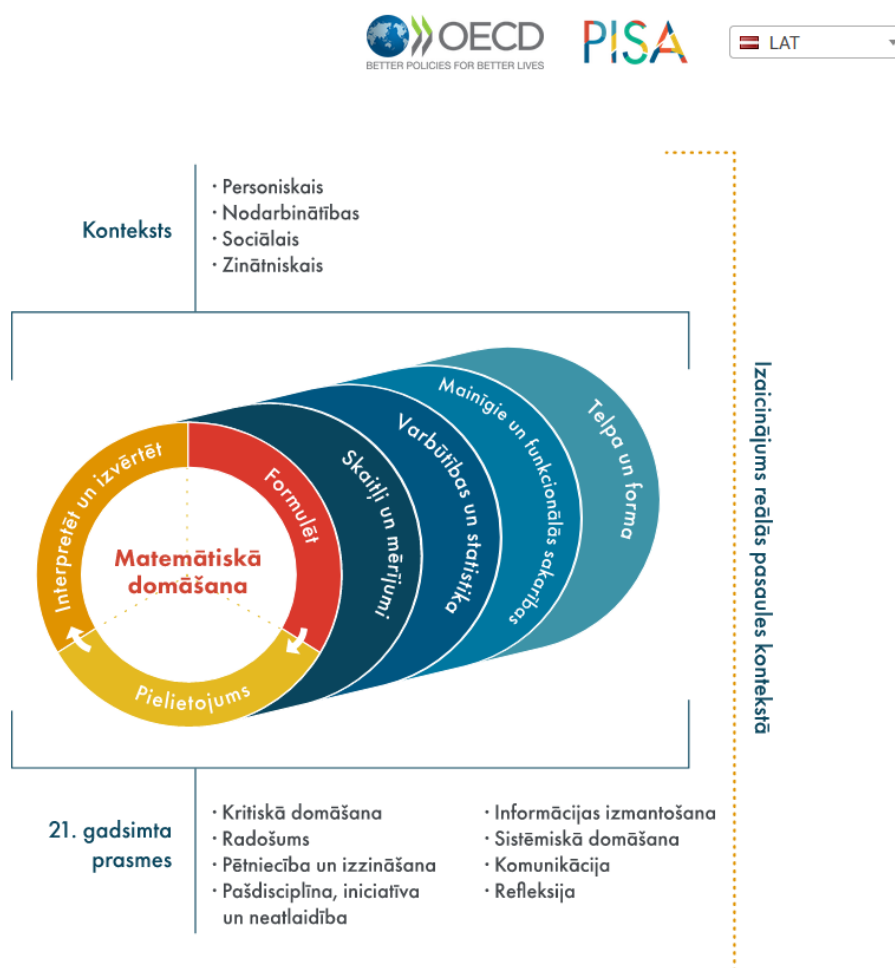 OECD
BETTER POLICIES FOR BETTER LIVES
PISA
LAT
Konteksts
· Personiskais
· Nodarbinātības
· Sociālais
· Zinātniskais
Izaicinājums reālās pasaules kontekstā
Interpretēt un izvērtēt
Formulēt
Pielietojums
Matemātiskā
domāšana
Skaitļi un mērījumi
Varbūtības un statistika
Mainīgie un funkcionālās sakarības
Telpa un forma
21. gadsimta
prasmes
· Kritiskā domāšana
· Radošums
· Pētniecība un izzināšana
· Pašdisciplīna, iniciatīva
un neatlaidība
· Informācijas izmantošana
· Sistēmiskā domāšana
· Komunikācija
· Refleksija